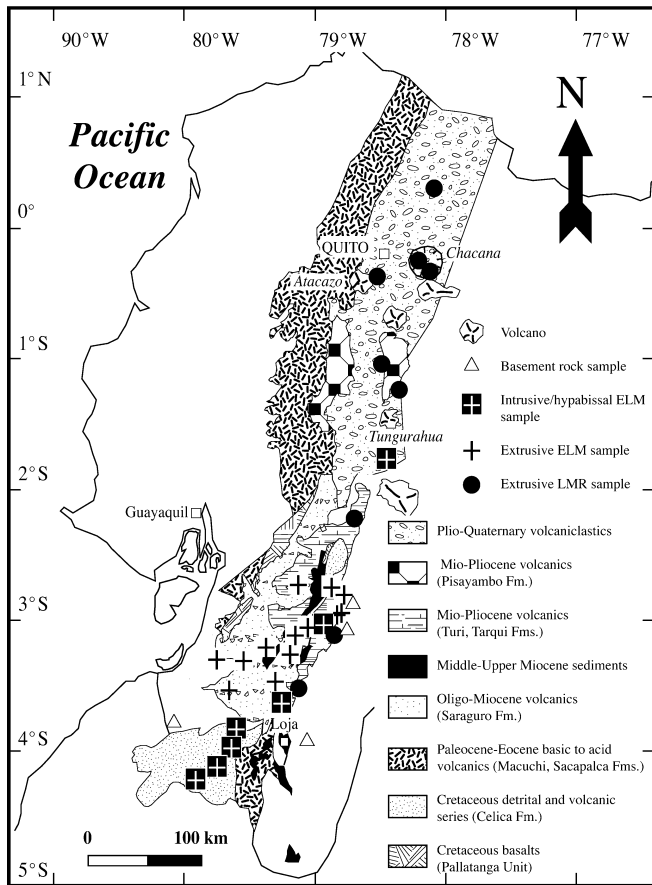 90°W 80°W 79°W 78°W 77°W
1°N
Pacific
Ocean
N
0°
QUITO
Chacana
Atacazo
Volcano
1°S
Basement rock sample
Intrusive/hypabissal ELM
sample
Tungurahua
Extrusive ELM sample
2°S
Extrusive LMR sample
Guayaquil
Plio-Quaternary volcaniclastics
Mio-Pliocene volcanics
(Pisayambo Fm.)
3°S
Mio-Pliocene volcanics
(Turi, Tarqui Fms.)
Middle-Upper Miocene sediments
Oligo-Miocene volcanics
(Saraguro Fm.)
Loja
4°S
Paleocene-Eocene basic to acid
volcanics (Macuchi, Sacapalca Fms.)
Cretaceous detrital and volcanic
series (Celica Fm.)
0 100 km
Cretaceous basalts
(Pallatanga Unit)
5°S